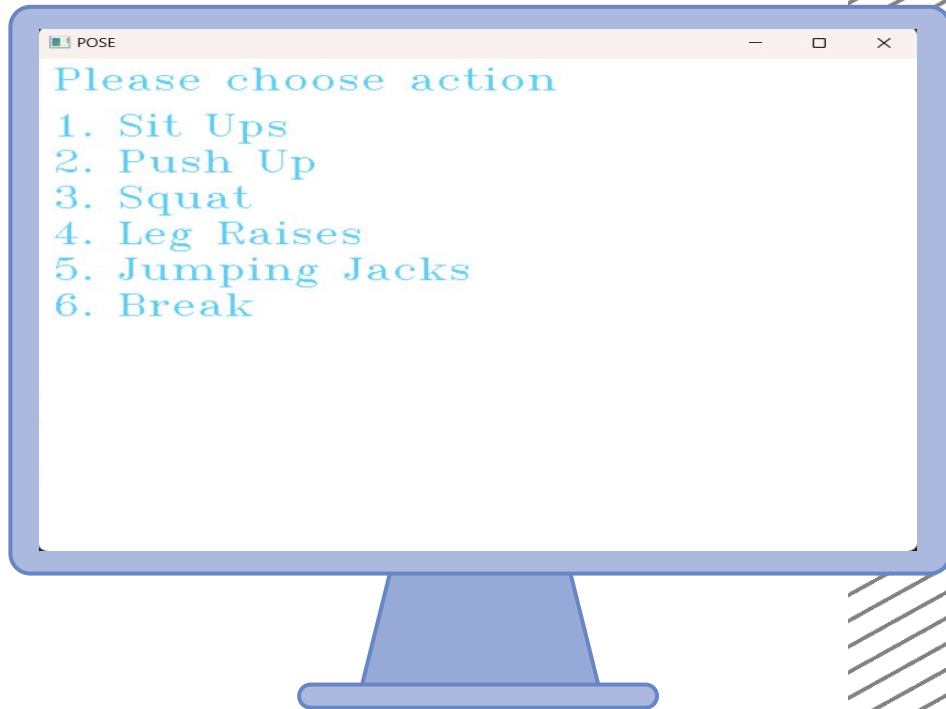 POSE
Please choose action
1. Sit Ups
2. Push Up
3. Squat
4. Leg Raises
5. Jumping Jacks
6. Break